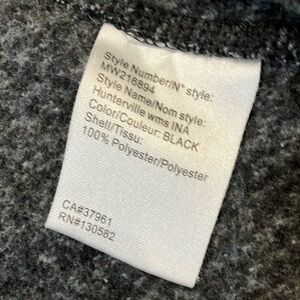 Style Number/N° style:
MW216894
Style Name/Nom style:
Hunterville wms INA
Color/Couleur: BLACK
Shell/Tissu:
100% Polyester/Polyester
CA#37961
RN#130582